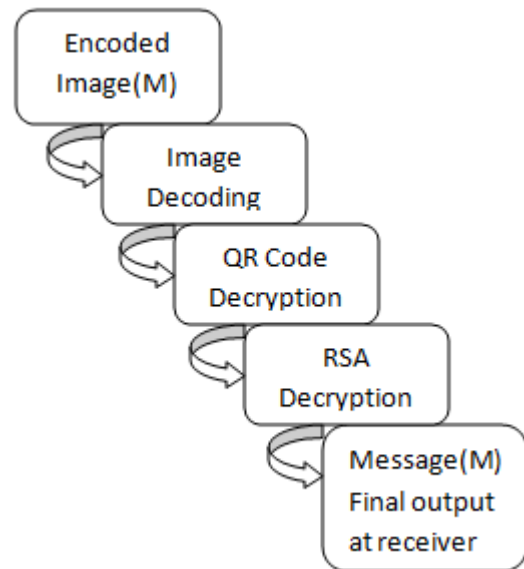 Encoded
Image(M)
Image
Decoding
QR Code
Decryption
RSA
Decryption
Message(M)
Final output
at receiver